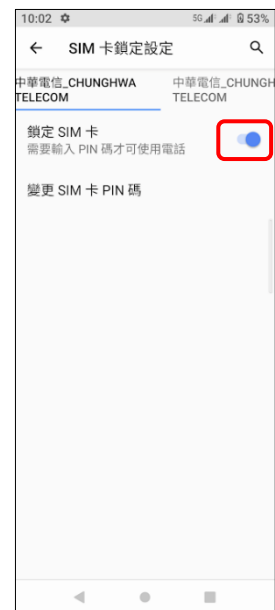 10:02 5G 53%
SIM 卡鎖定設定
中華電信_CHUNGHWA 中華電信_CHUNGH
TELECOM TELECOM
鎖定 SIM 卡
需要輸入 PIN 碼才可使用電話
變更 SIM 卡 PIN 碼